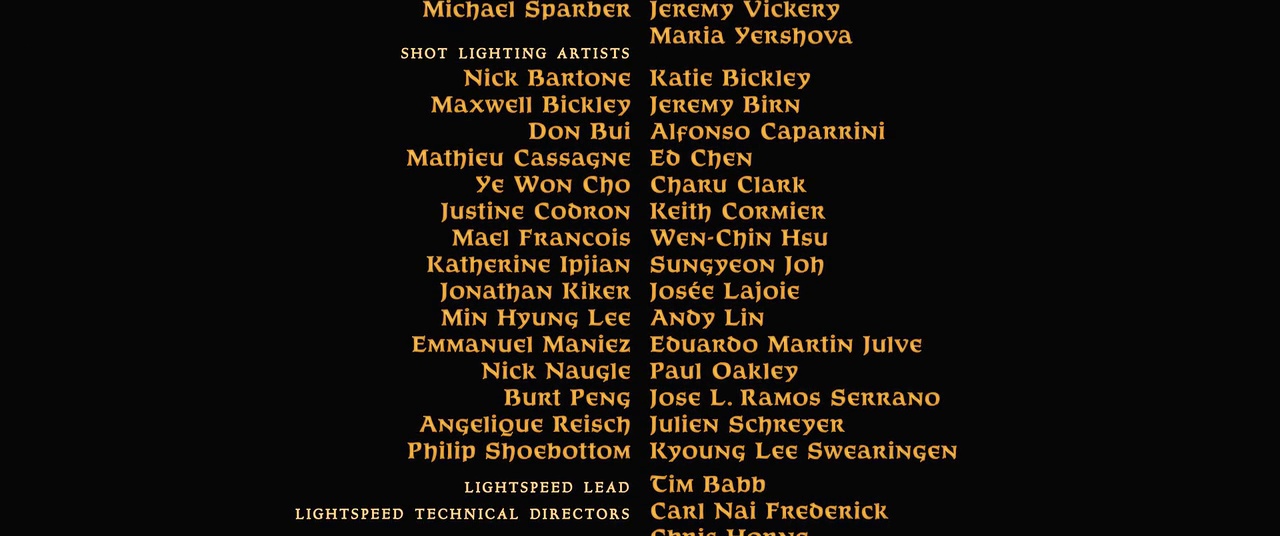 Michael Sparber Jeremy Vickery
Maria Yershova
SHOT LIGHTING ARTISTS
Nick Bartone Katie Bickley
Maxwell Bickley Jeremy Birn
Don Bui Alfonso Caparrini
Mathieu Cassagne Ed Chen
Ye Won Cho Charu Clark
Justine Codron Keith Cormier
Mael Francois Wen-Chin Hsu
Katherine Ipjian Sungyeon Joh
Jonathan Kiker Josée Lajoie
Min Hyung Lee Andy Lin
Emmanuel Maniez Eduardo Martin Julve
Nick Naugle Paul Oakley
Burt Peng Jose L. Ramos Serrano
Angelique Reisch Julien Schreyer
Philip Shoebottom Kyoung Lee Swearingen
LIGHTSPEED LEAD Tim Babb
LIGHTSPEED TECHNICAL DIRECTORS Carl Nai Frederick
Chris Horne